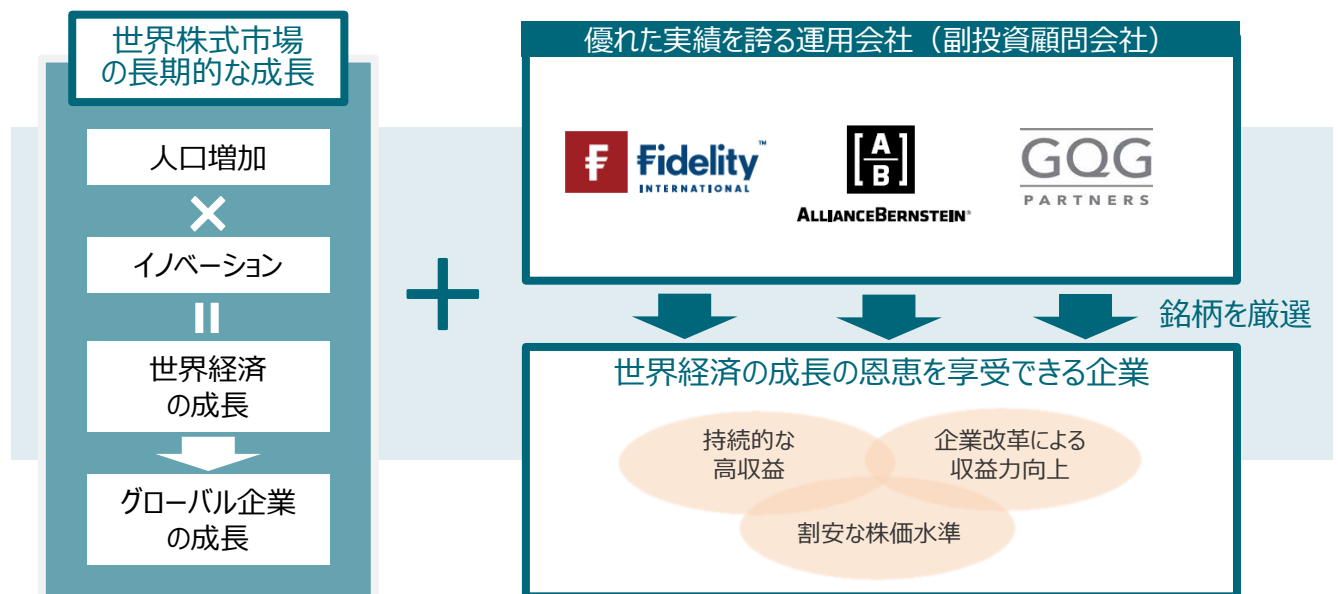 世界株式市場
の長期的な成長
人口増加
×
イノベーション
=
世界経済
の成長
グローバル企業
の成長
+
優れた実績を誇る運用会社（副投資顧問会社）
Fidelity™
INTERNATIONAL
[A/B]
ALLIANCEBERNSTEIN®
GQG
PARTNERS
銘柄を厳選
世界経済の成長の恩恵を享受できる企業
持続的な
高収益
企業改革による
収益力向上
割安な株価水準